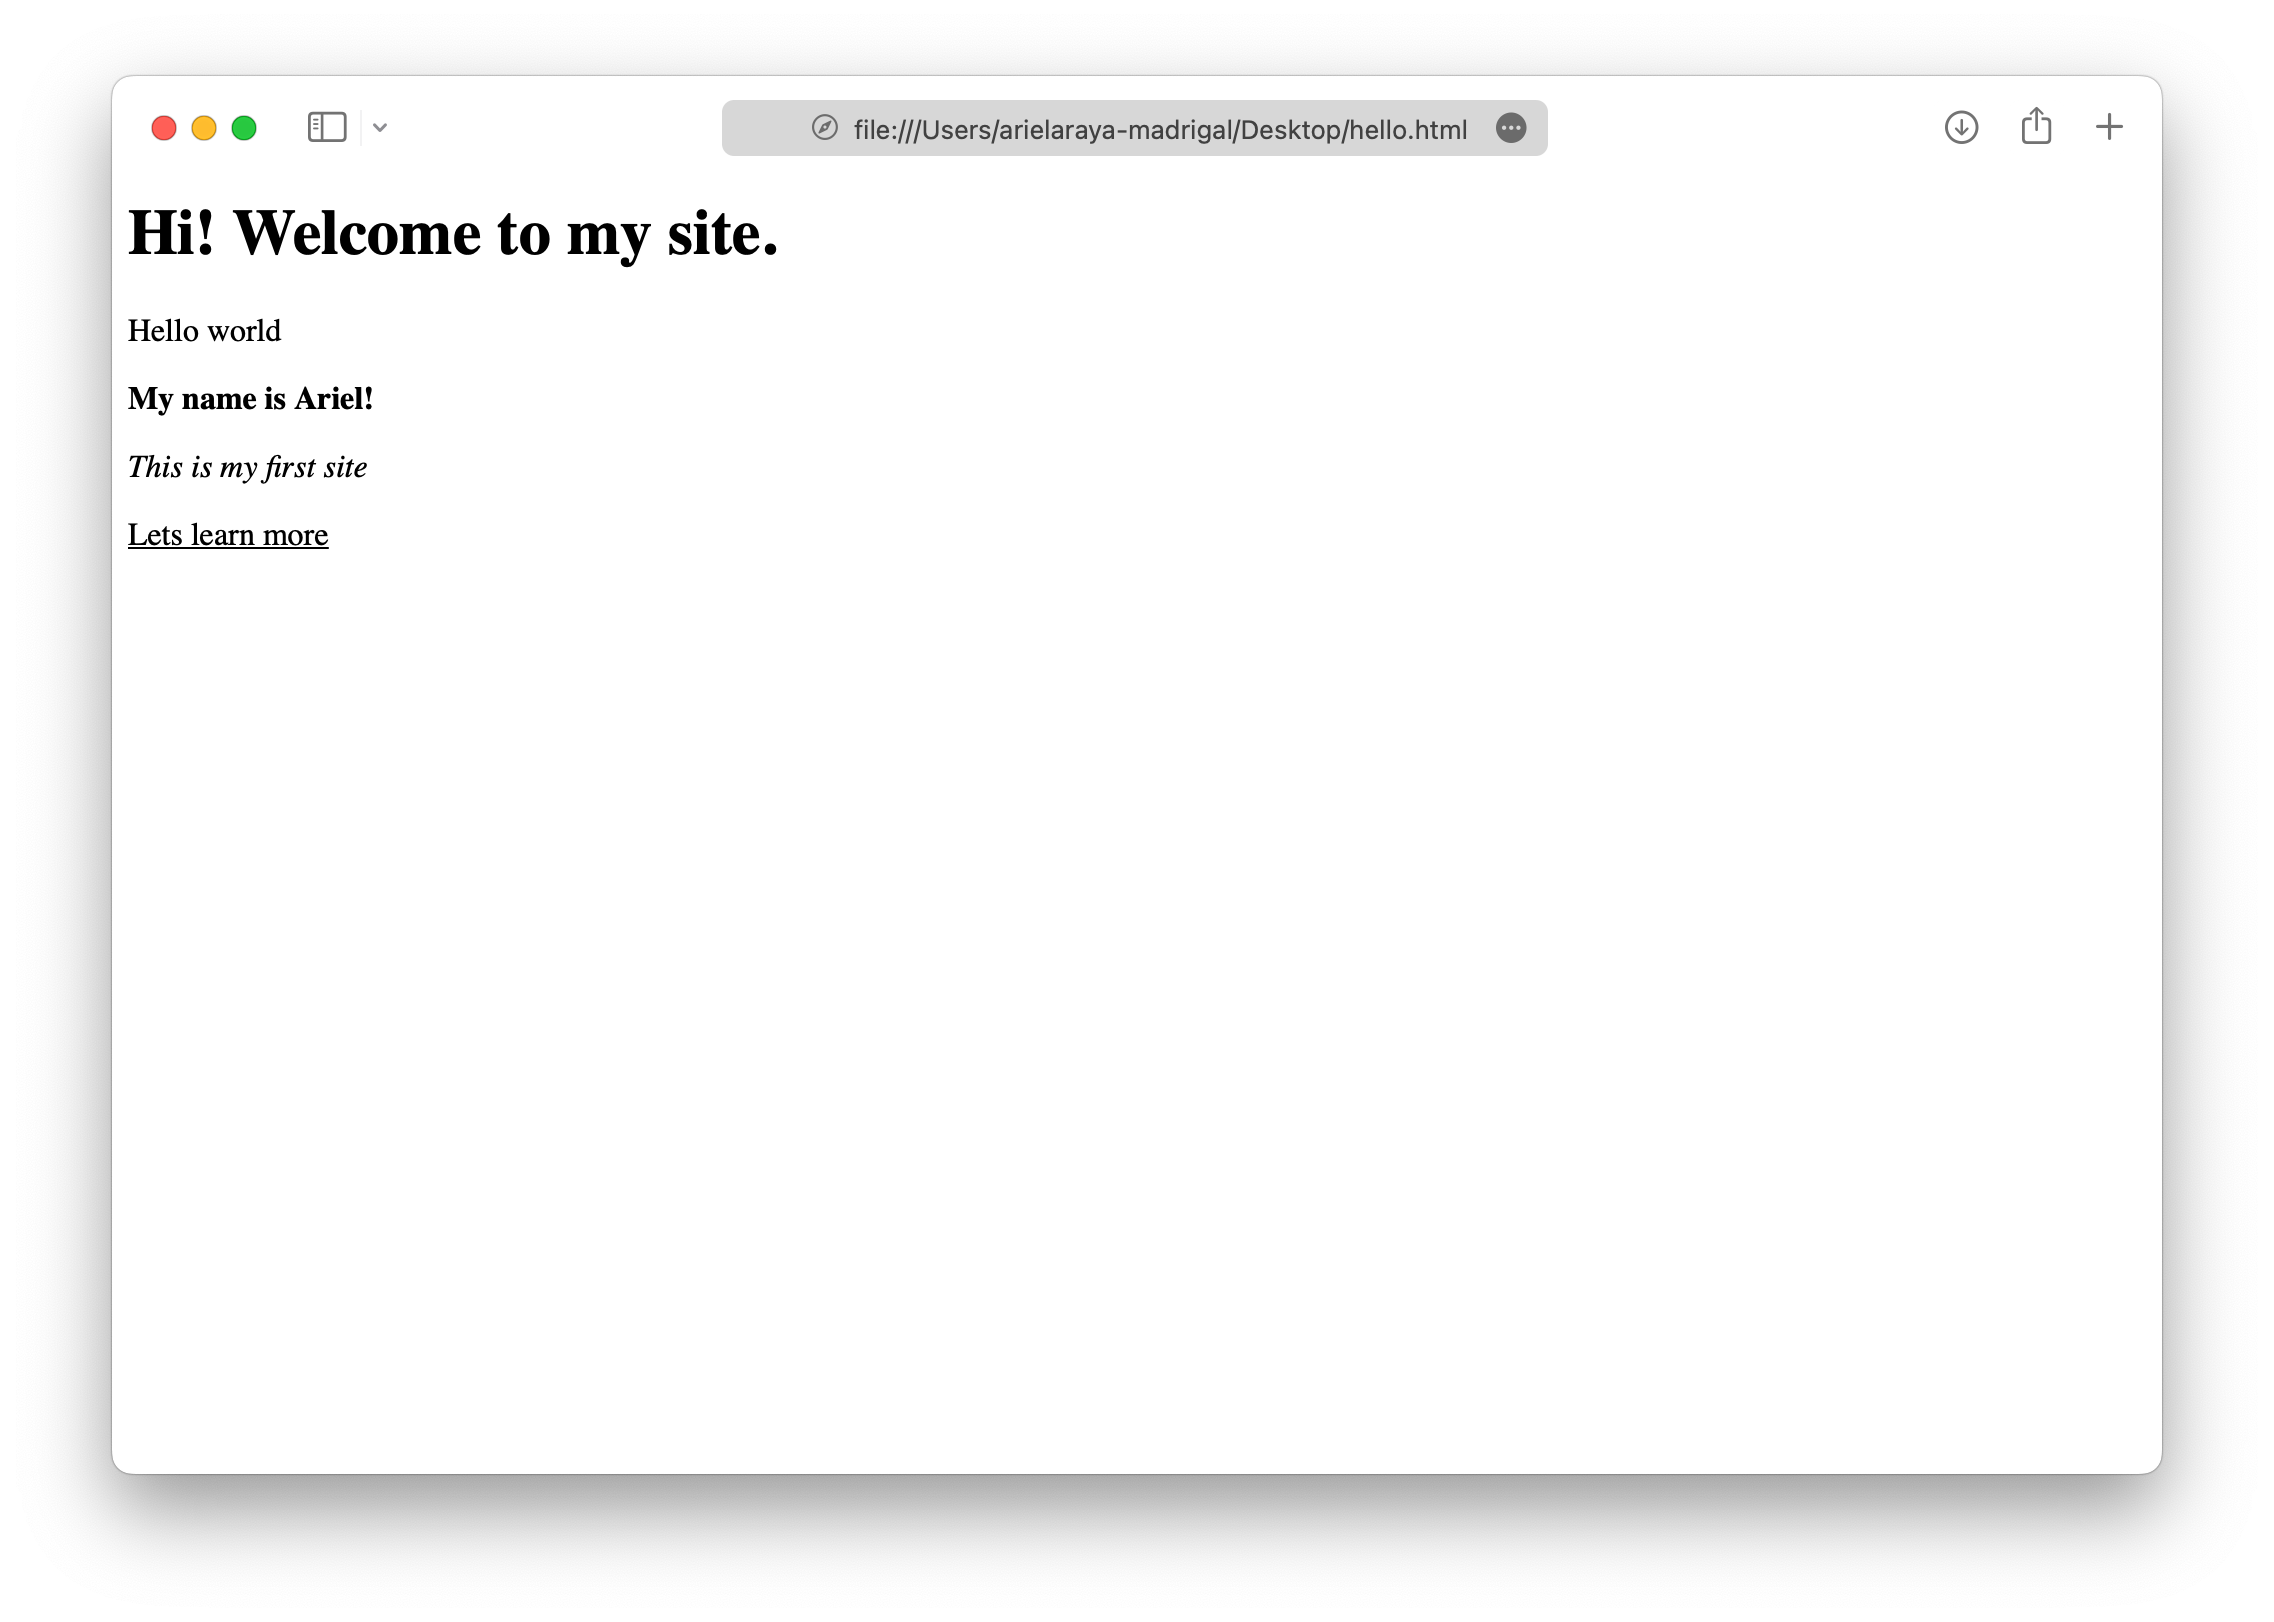 file:///Users/arielaraya-madrigal/Desktop/hello.html
Hi! Welcome to my site.
Hello world
My name is Ariel!
This is my first site
Lets learn more